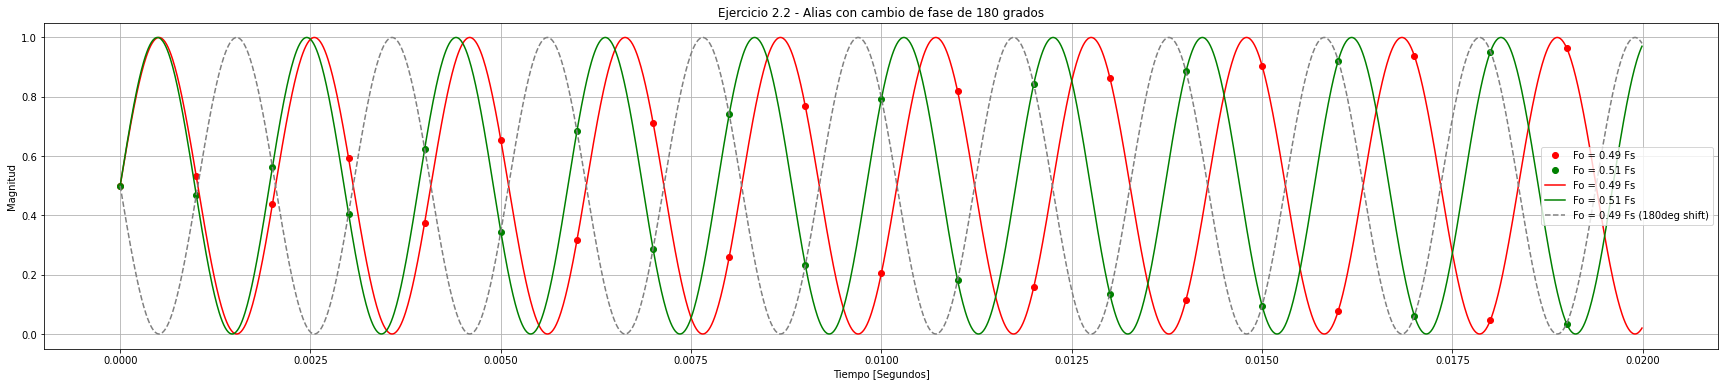 Ejercicio 2.2 - Alias con cambio de fase de 180 grados
1.0
0.8
0.6
0.4
0.2
0.0
Magnitud
Fo = 0.49 Fs
Fo = 0.51 Fs
Fo = 0.49 Fs
Fo = 0.51 Fs
Fo = 0.49 Fs (180deg shift)
0.0000 0.0025 0.0050 0.0075 0.0100 0.0125 0.0150 0.0175 0.0200
Tiempo [Segundos]